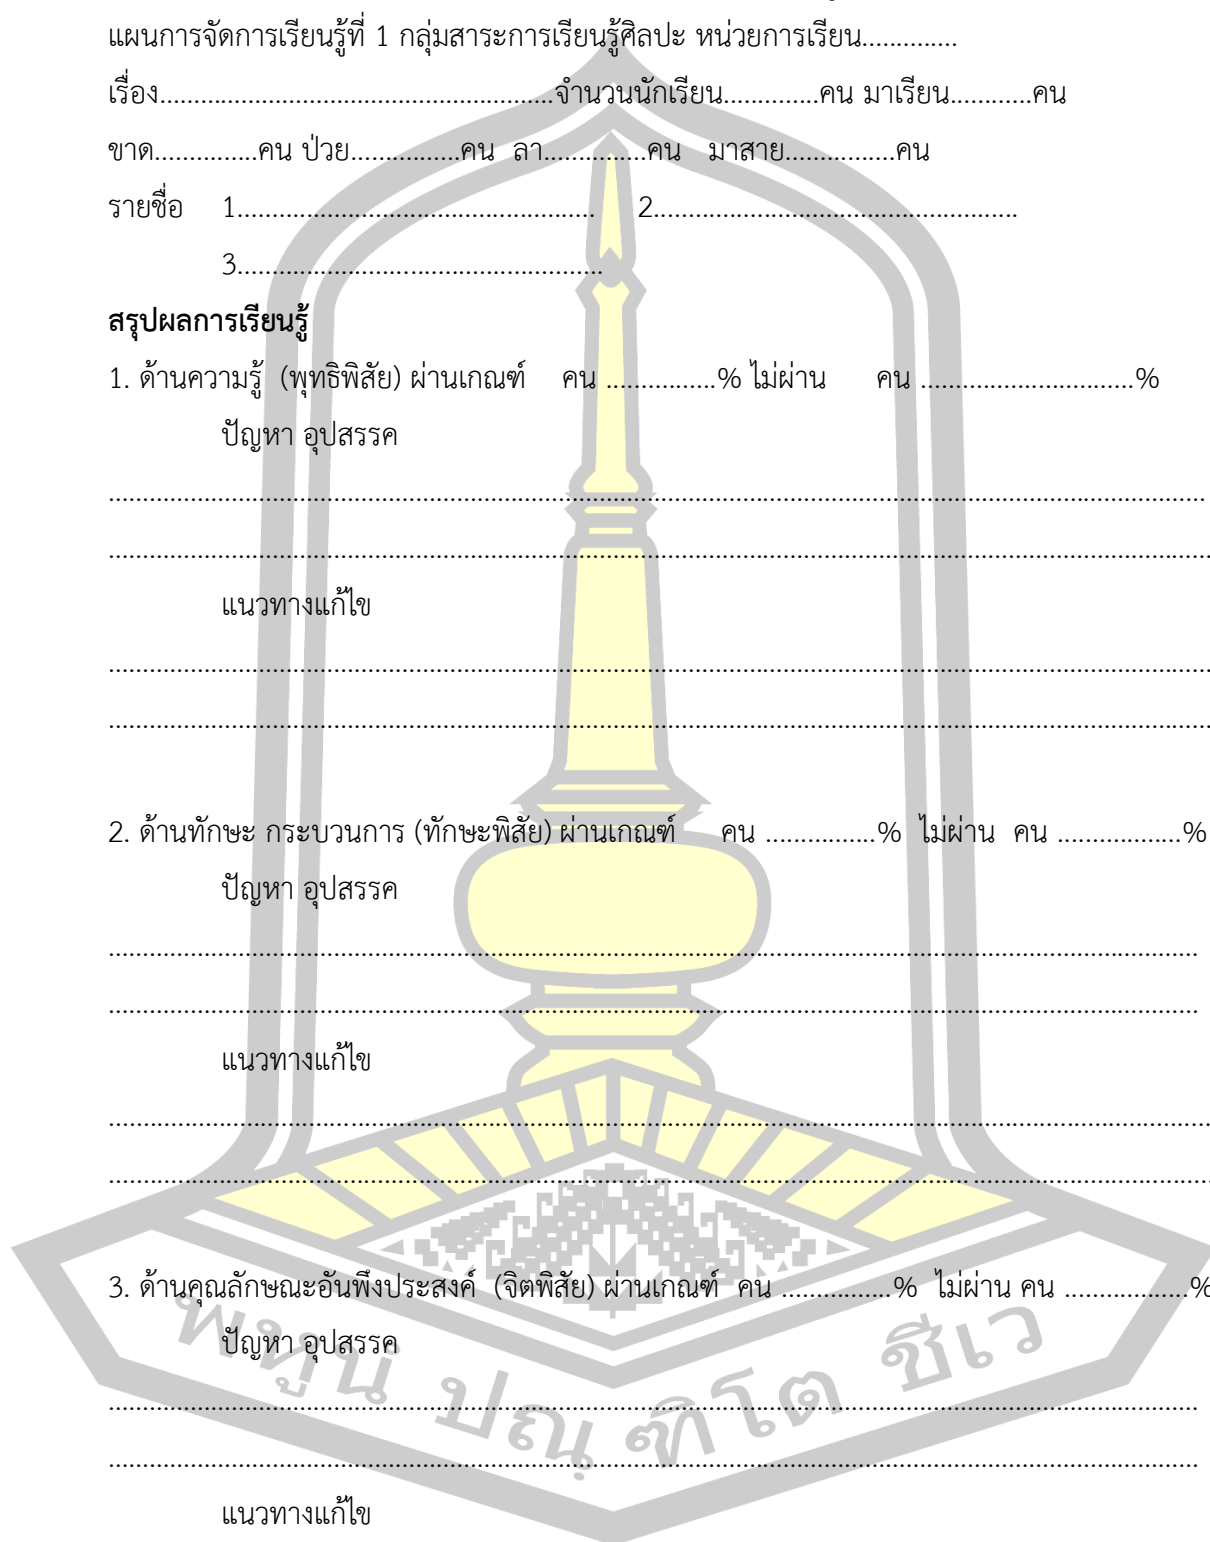 แผนการจัดการเรียนรู้ที่ 1 กลุ่มสาระการเรียนรู้ศิลปะ หน่วยการเรียน..............
เรื่อง.........................................................จำนวนนักเรียน..............คน มาเรียน............คน
ขาด...............คน ป่วย................คน ลา...............คน มาสาย................คน
รายชื่อ 1.................................................... 2.....................................................
3.....................................................
สรุปผลการเรียนรู้
1. ด้านความรู้ (พุทธิพิสัย) ผ่านเกณฑ์ คน ................% ไม่ผ่าน คน ...............................%
ปัญหา อุปสรรค
................................................................................................................................................................
................................................................................................................................................................
แนวทางแก้ไข
................................................................................................................................................................
................................................................................................................................................................
2. ด้านทักษะ กระบวนการ (ทักษะพิสัย) ผ่านเกณฑ์ คน ................% ไม่ผ่าน คน ..................%
ปัญหา อุปสรรค
................................................................................................................................................................
................................................................................................................................................................
แนวทางแก้ไข
................................................................................................................................................................
................................................................................................................................................................
3. ด้านคุณลักษณะอันพึงประสงค์ (จิตพิสัย) ผ่านเกณฑ์ คน ................% ไม่ผ่าน คน ..................%
ปัญหา อุปสรรค
................................................................................................................................................................
................................................................................................................................................................
แนวทางแก้ไข
พหูน ปณฺฑิโต ชีเว